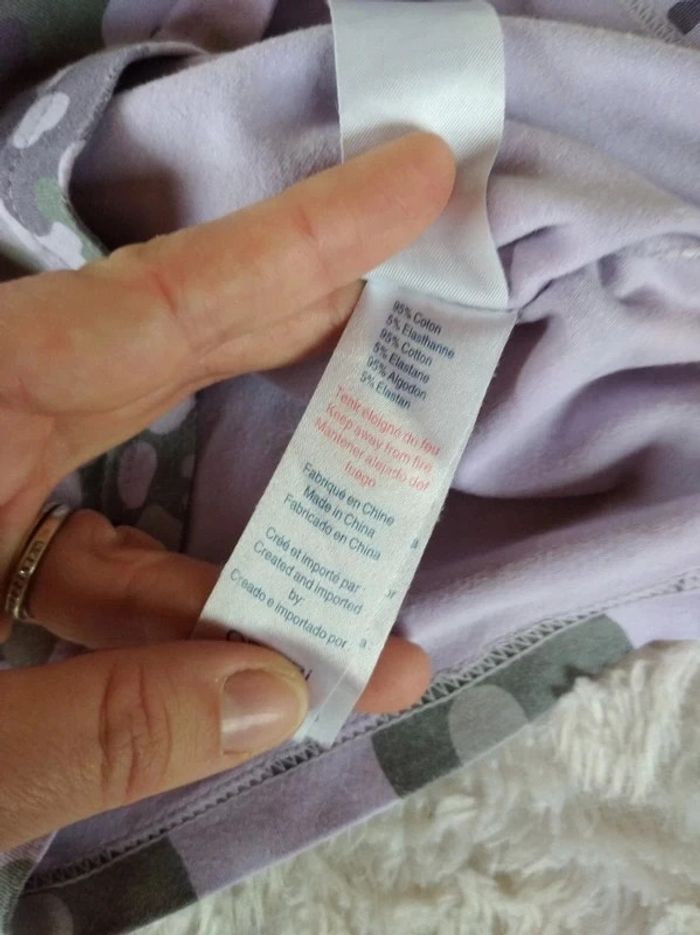 95% Coton
5% Elasthanne
95% Cotton
5% Elastane
95% Algodon
5% Elastan
Tenir éloigné du feu
Keep away from fire
Mantener alejado del
fuego
Fabriqué en Chine
Made in China
Fabricado en China
Créé et importé par :
Created and imported
by:
Creado e importado por :